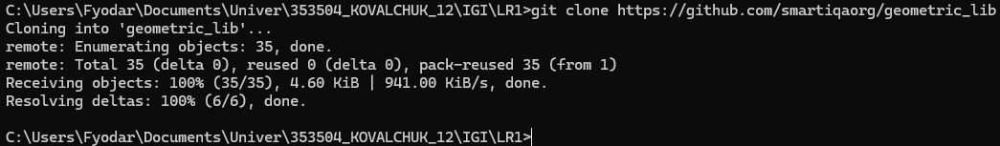 C:\Users\Fyodar\Documents\Univer\353504_KOVALCHUK_12\IGI\LR1>git clone https://github.com/smartiqaorg/geometric_lib
Cloning into 'geometric_lib'...
remote: Enumerating objects: 35, done.
remote: Total 35 (delta 0), reused 0 (delta 0), pack-reused 35 (from 1)
Receiving objects: 100% (35/35), 4.60 KiB | 941.00 KiB/s, done.
Resolving deltas: 100% (6/6), done.
C:\Users\Fyodar\Documents\Univer\353504_KOVALCHUK_12\IGI\LR1>